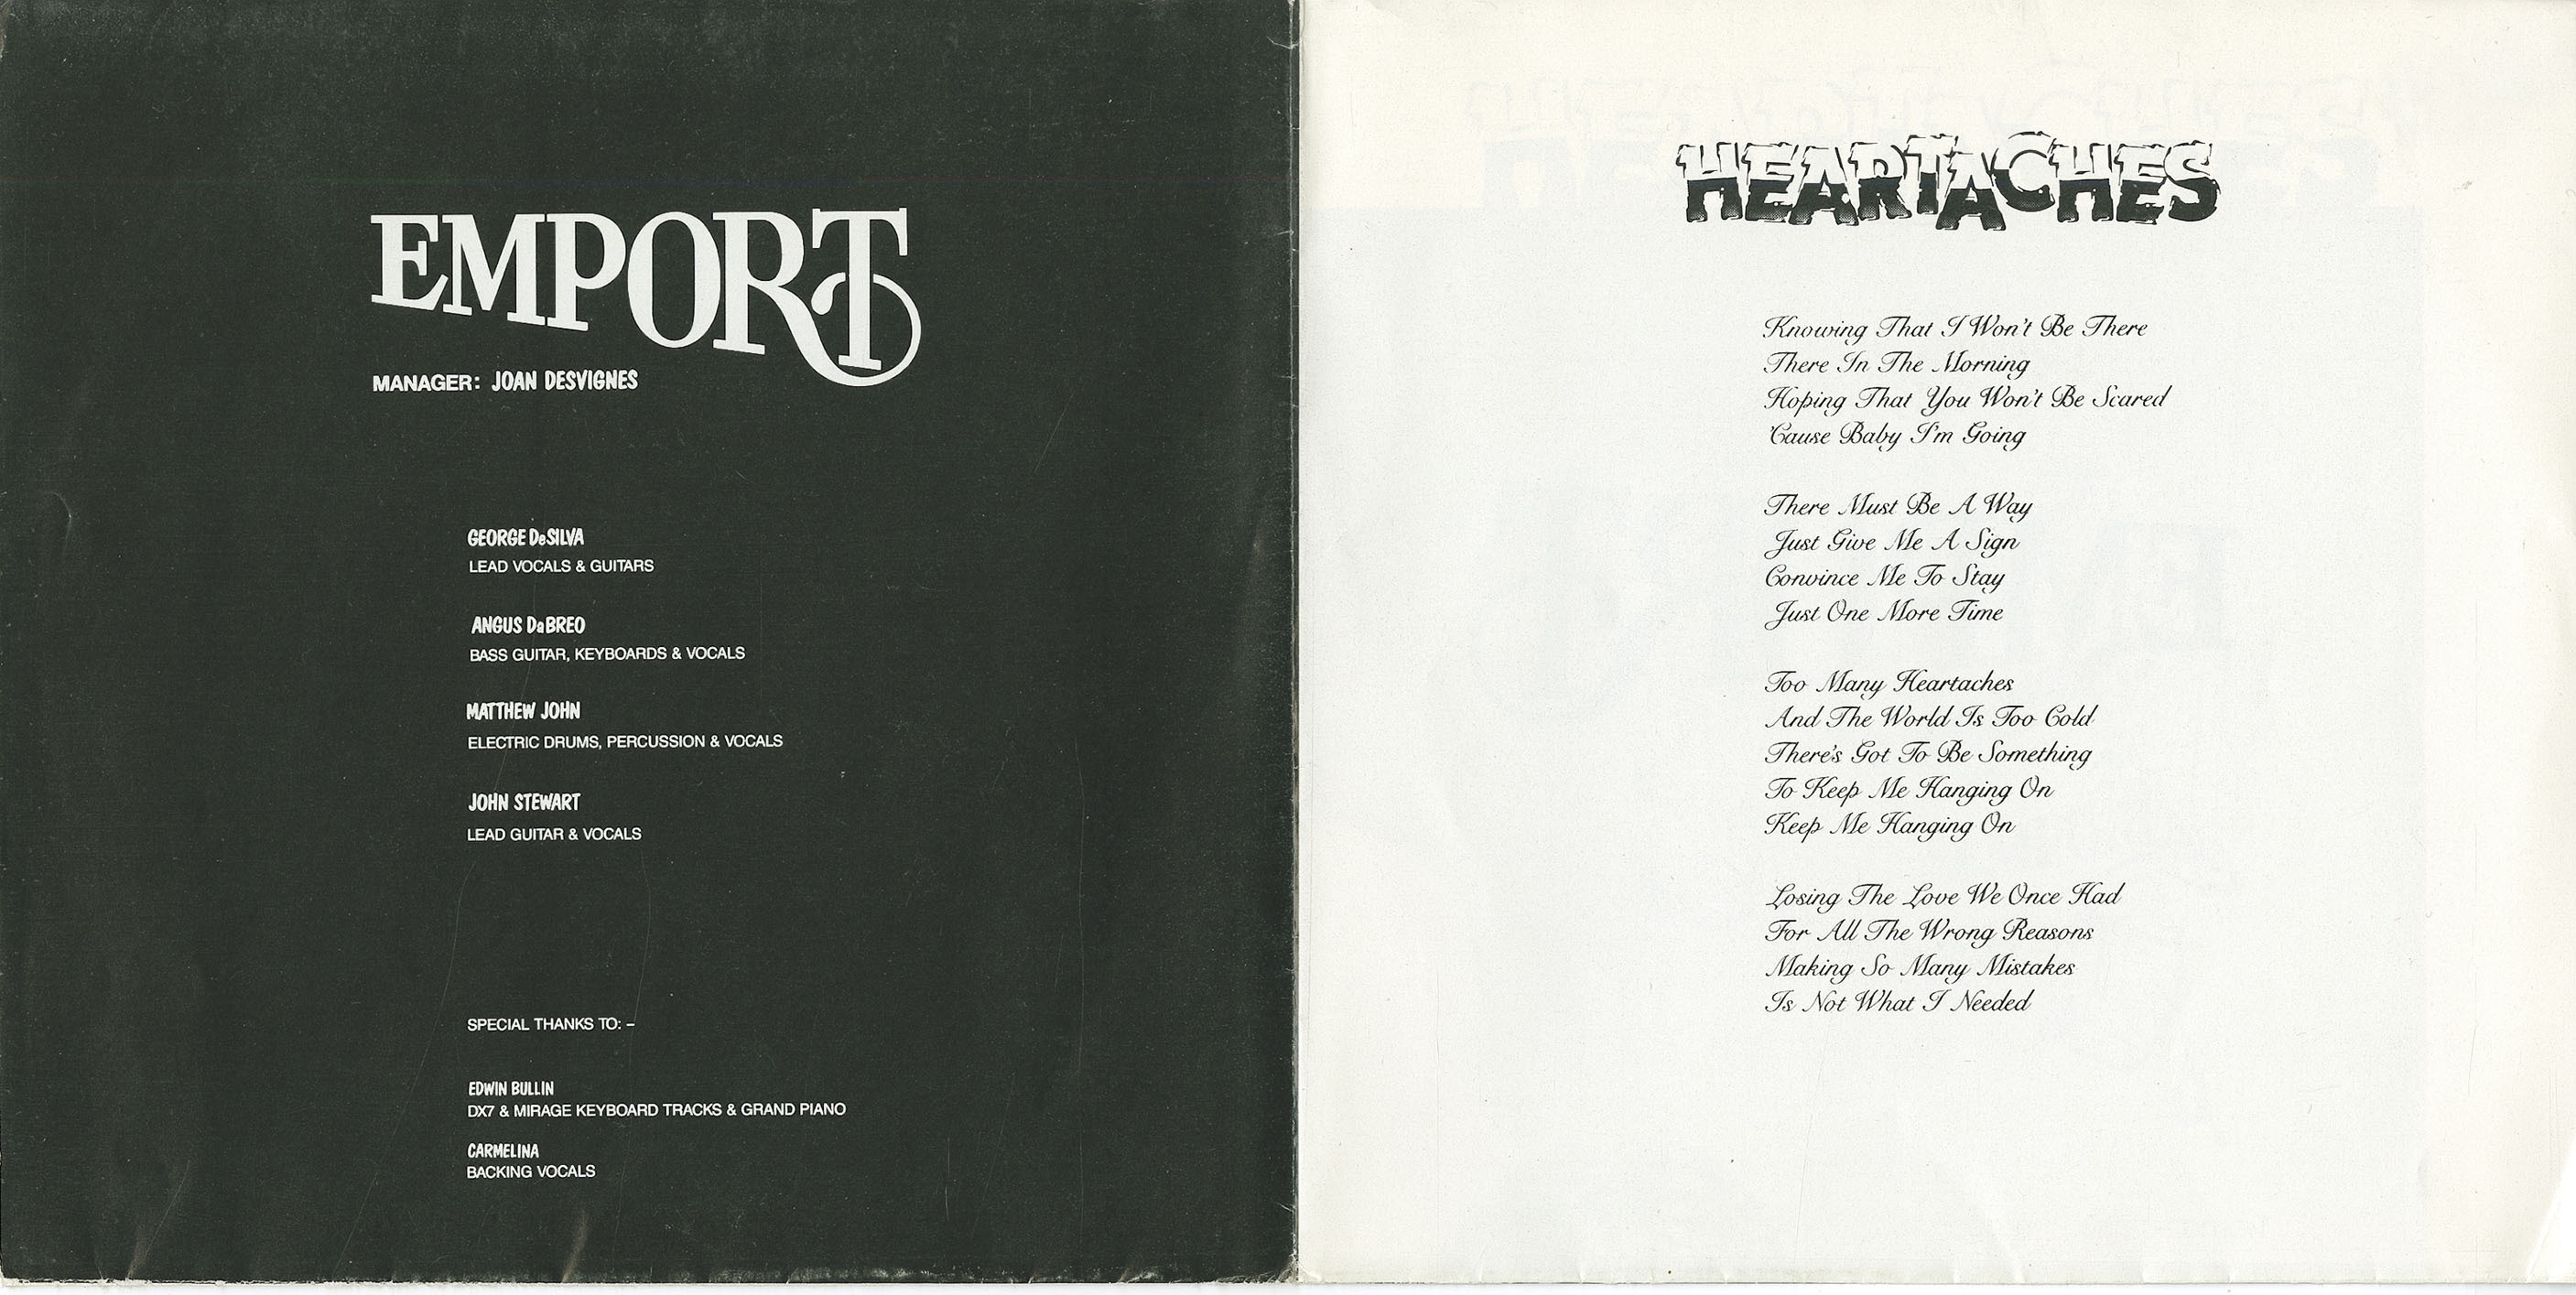 EMPORT
MANAGER: JOAN DESVIGNES
GEORGE DeSILVA
LEAD VOCALS & GUITARS
ANGUS DaBREO
BASS GUITAR, KEYBOARDS & VOCALS
MATTHEW JOHN
ELECTRIC DRUMS, PERCUSSION & VOCALS
JOHN STEWART
LEAD GUITAR & VOCALS
SPECIAL THANKS TO: –
EDWIN BULLIN
DX7 & MIRAGE KEYBOARD TRACKS & GRAND PIANO
CARMELINA
BACKING VOCALS
HEARTACHES
Knowing That I Won't Be There
There In The Morning
Hoping That You Won't Be Scared
'Cause Baby I'm Going
There Must Be A Way
Just Give Me A Sign
Convince Me To Stay
Just One More Time
Too Many Heartaches
And The World Is Too Cold
There's Got To Be Something
To Keep Me Hanging On
Keep Me Hanging On
Losing The Love We Once Had
For All The Wrong Reasons
Making So Many Mistakes
Is Not What I Needed